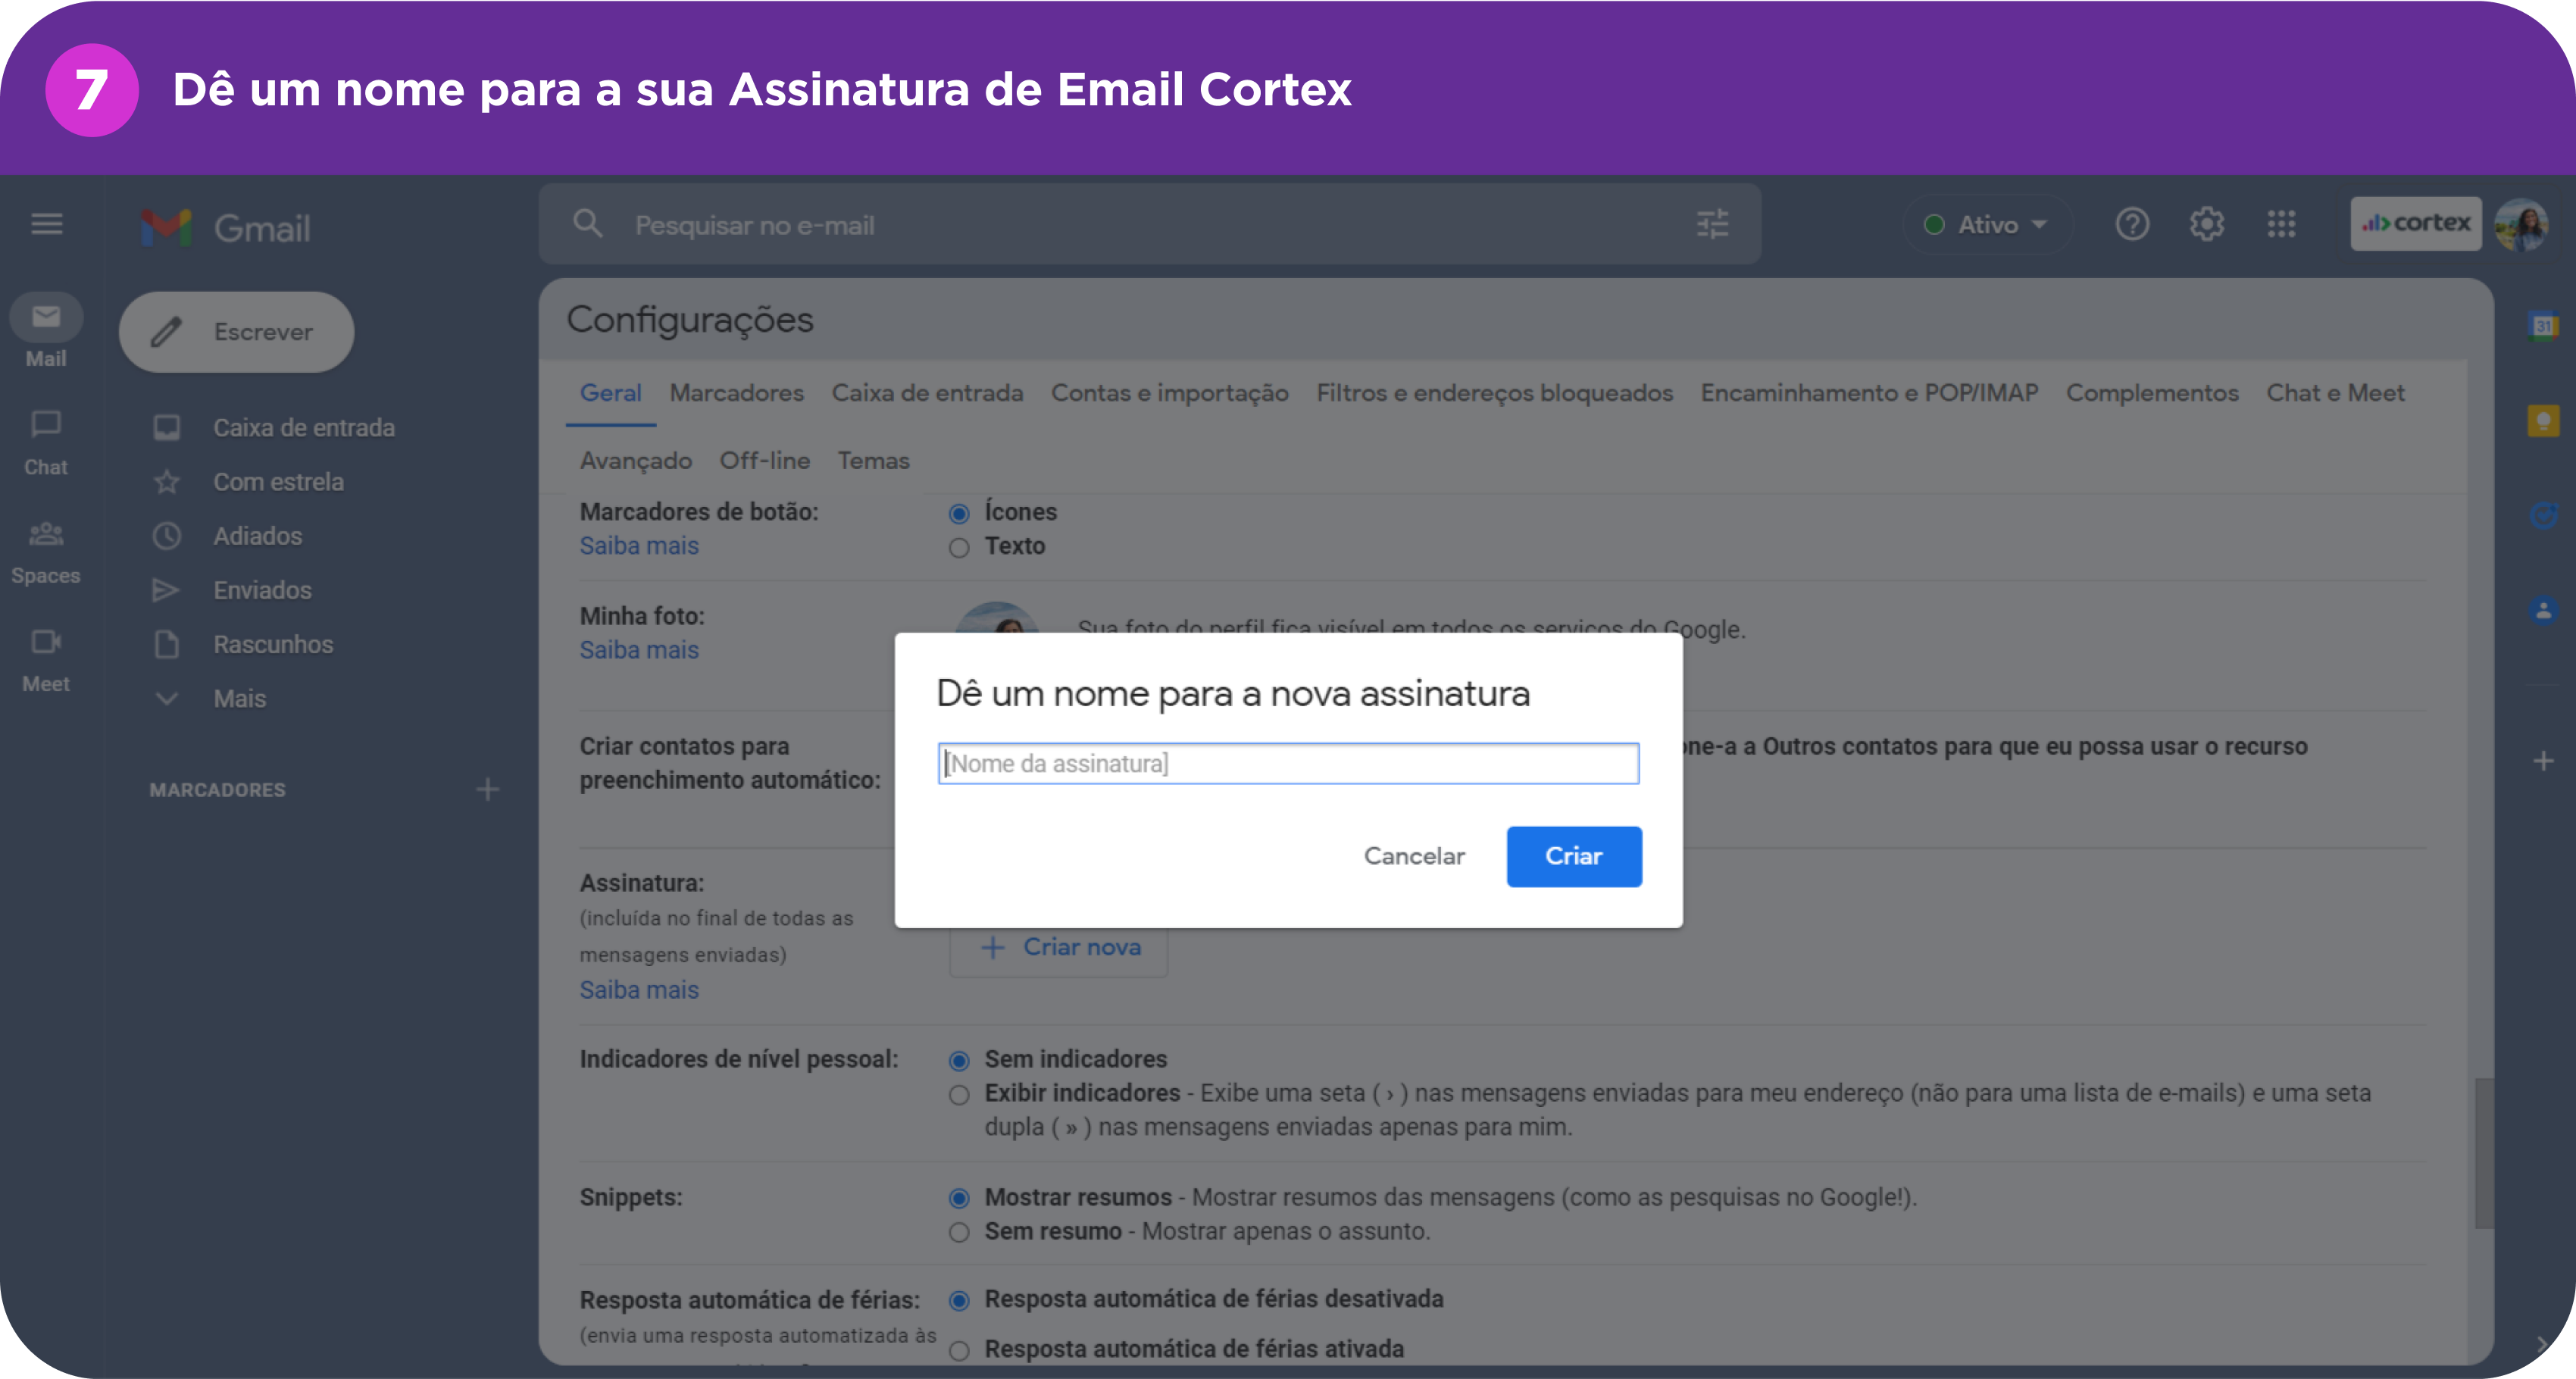 7
Dê um nome para a sua Assinatura de Email Cortex
Gmail
Pesquisar no e-mail
Ativo
cortex
Mail
Chat
Spaces
Meet
Escrever
Caixa de entrada
Com estrela
Adiados
Enviados
Rascunhos
Mais
MARCADORES
Configurações
Geral Marcadores Caixa de entrada Contas e importação Filtros e endereços bloqueados Encaminhamento e POP/IMAP Complementos Chat e Meet
Avançado Off-line Temas
Marcadores de botão:
Saiba mais
Ícones
Texto
Minha foto:
Saiba mais
Sua foto do perfil fica visível em todos os serviços do Google.
Criar contatos para
preenchimento automático:
ne-a a Outros contatos para que eu possa usar o recurso
Dê um nome para a nova assinatura
[Nome da assinatura]
Cancelar
Criar
Assinatura:
(incluída no final de todas as
mensagens enviadas)
Saiba mais
+ Criar nova
Indicadores de nível pessoal:
Sem indicadores
Exibir indicadores - Exibe uma seta ( › ) nas mensagens enviadas para meu endereço (não para uma lista de e-mails) e uma seta
dupla ( » ) nas mensagens enviadas apenas para mim.
Snippets:
Mostrar resumos - Mostrar resumos das mensagens (como as pesquisas no Google!).
Sem resumo - Mostrar apenas o assunto.
Resposta automática de férias:
(envia uma resposta automatizada às
Resposta automática de férias desativada
Resposta automática de férias ativada
31